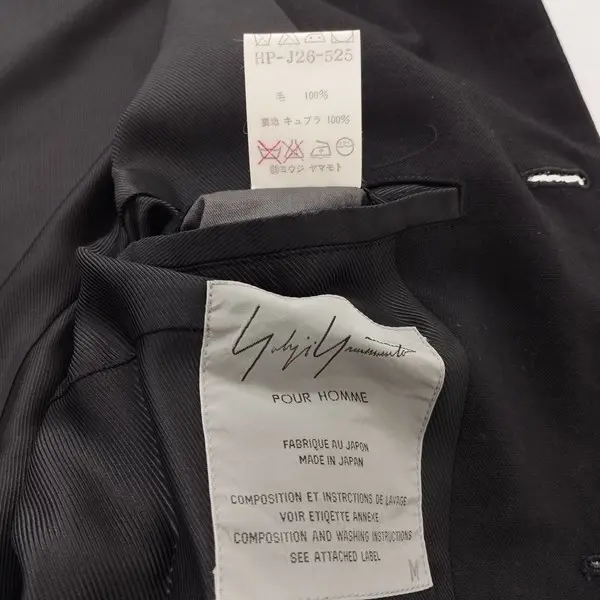 HP-J26-525
毛 100%
裏地 キュプラ 100%
㈱ヨウジ ヤマモト
Yohji Yamamoto
POUR HOMME
FABRIQUE AU JAPON
MADE IN JAPAN
COMPOSITION ET INSTRCTIONS DE LAVAGE
VOIR ETIQETTE ANNEXE
COMPOSITION AND WASHING INSTRUCTIONS
SEE ATTACHED LABEL
M